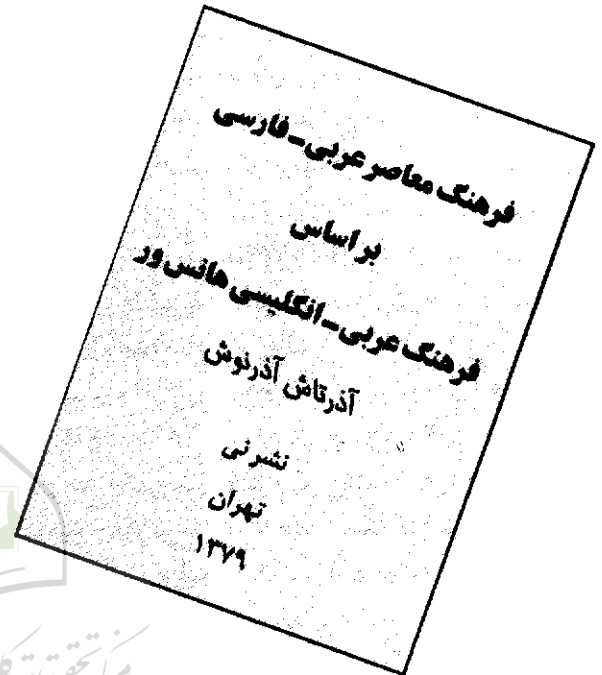 فرهنگ معاصر عربی ـ فارسی
بر اساس
فرهنگ عربی ـ انگلیسی هانس ور
آذرتاش آذرنوش
نشر نی
تهران
۱۳۷۹